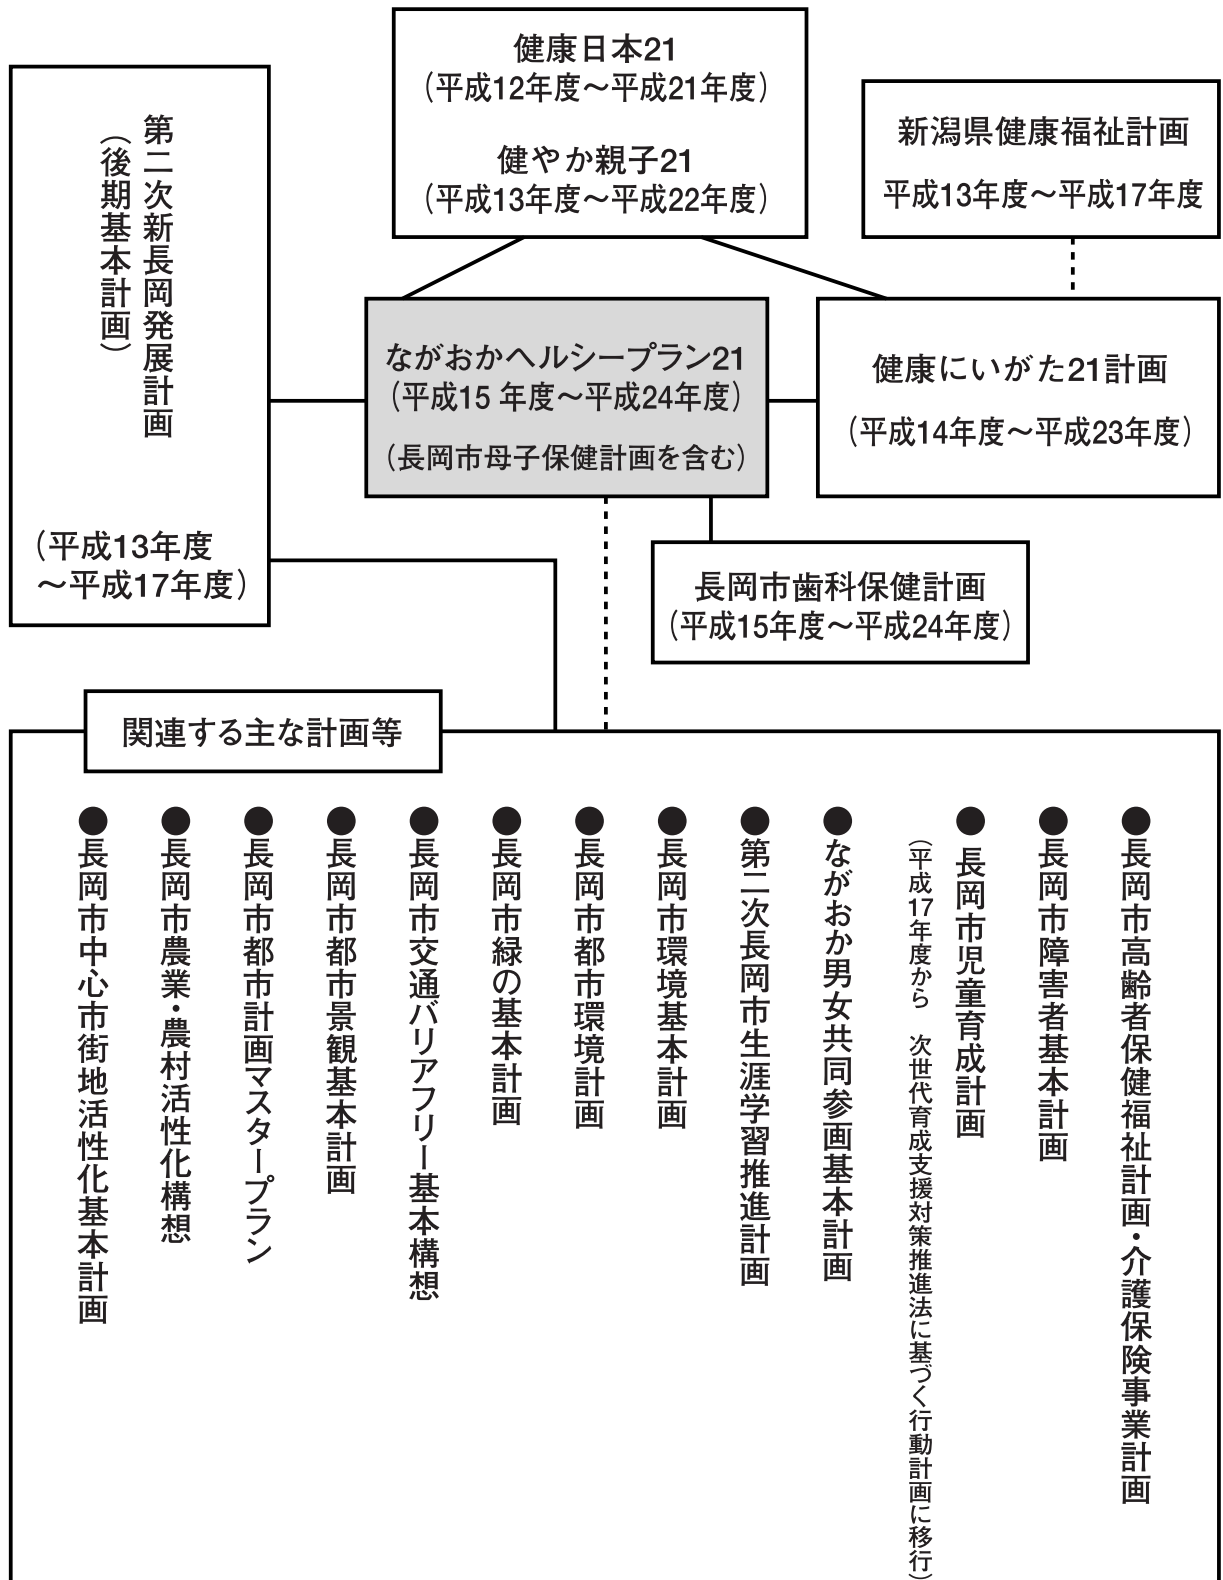 健康日本21
（平成12年度～平成21年度）
健やか親子21
（平成13年度～平成22年度）
新潟県健康福祉計画
平成13年度～平成17年度
第二次新長岡発展計画
（後期基本計画）
（平成13年度
～平成17年度）
ながおかヘルシープラン21
（平成15 年度～平成24年度）
（長岡市母子保健計画を含む）
健康にいがた21計画
（平成14年度～平成23年度）
長岡市歯科保健計画
（平成15年度～平成24年度）
関連する主な計画等
●長岡市高齢者保健福祉計画・介護保険事業計画
●長岡市障害者基本計画
●長岡市児童育成計画
（平成17年度から　次世代育成支援対策推進法に基づく行動計画に移行）
●ながおか男女共同参画基本計画
●第二次長岡市生涯学習推進計画
●長岡市環境基本計画
●長岡市都市環境計画
●長岡市緑の基本計画
●長岡市交通バリアフリー基本構想
●長岡市都市景観基本計画
●長岡市都市計画マスタープラン
●長岡市農業・農村活性化構想
●長岡市中心市街地活性化基本計画